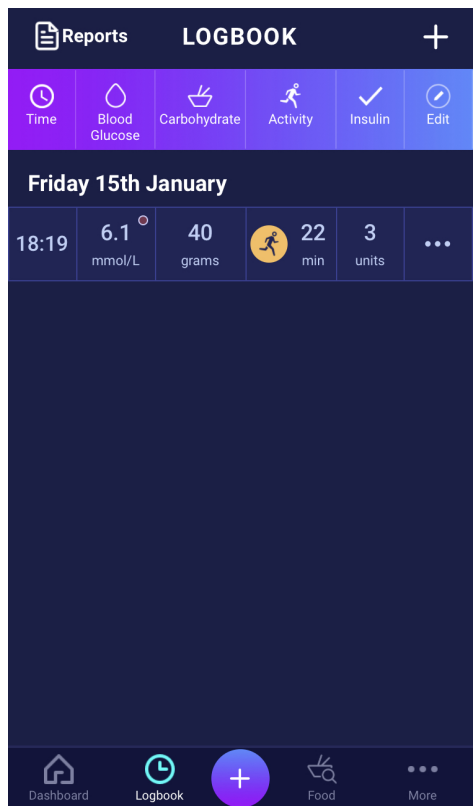 Reports LOGBOOK
Time Blood Glucose Carbohydrate Activity Insulin Edit
Friday 15th January
18:19 6.1 mmol/L 40 grams 22 min 3 units
Dashboard Logbook Food More